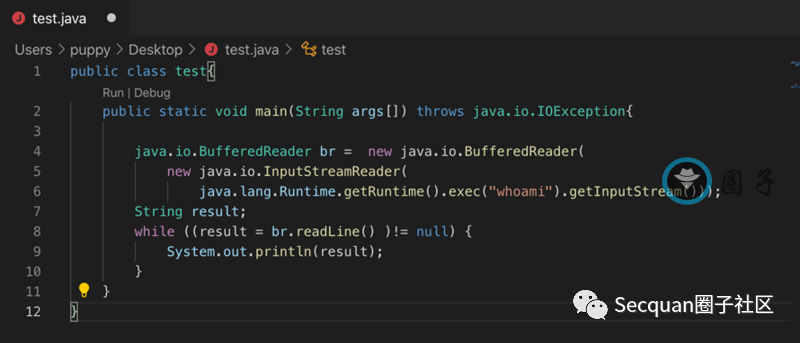 test.java
Users > puppy > Desktop > test.java > test
1 public class test{
Run | Debug
2 public static void main(String args[]) throws java.io.IOException{
3
4 java.io.BufferedReader br =  new java.io.BufferedReader(
5 new java.io.InputStreamReader(
6 java.lang.Runtime.getRuntime().exec("whoami").getInputStream()));
7 String result;
8 while ((result = br.readLine() )!= null) {
9 System.out.println(result);
10 }
11 }
12 }
圈子
Secquan圈子社区